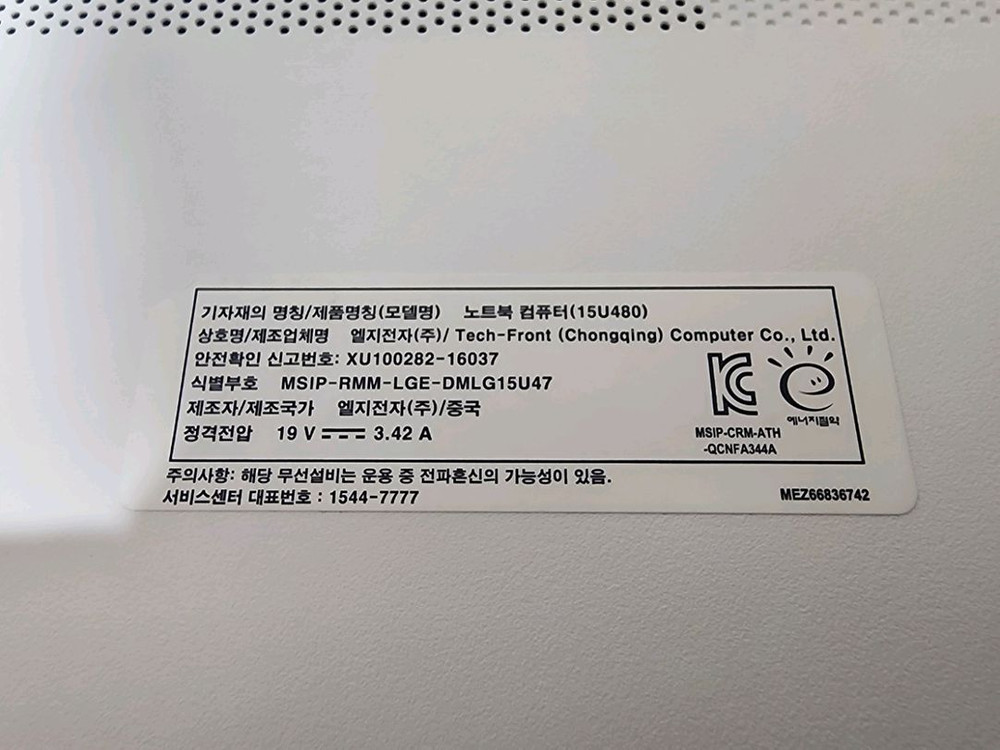 기자재의 명칭/제품명칭(모델명) 노트북 컴퓨터(15U480)
상호명/제조업체명 엘지전자(주)/ Tech-Front (Chongqing) Computer Co., Ltd.
안전확인 신고번호: XU100282-16037
식별부호 MSIP-RMM-LGE-DMLG15U47
제조자/제조국가 엘지전자(주)/중국
정격전압 19 V 3.42 A
에너지절약
MSIP-CRM-ATH
-QCNFA344A
주의사항: 해당 무선설비는 운용 중 전파혼신의 가능성이 있음.
서비스센터 대표번호 : 1544-7777
MEZ66836742